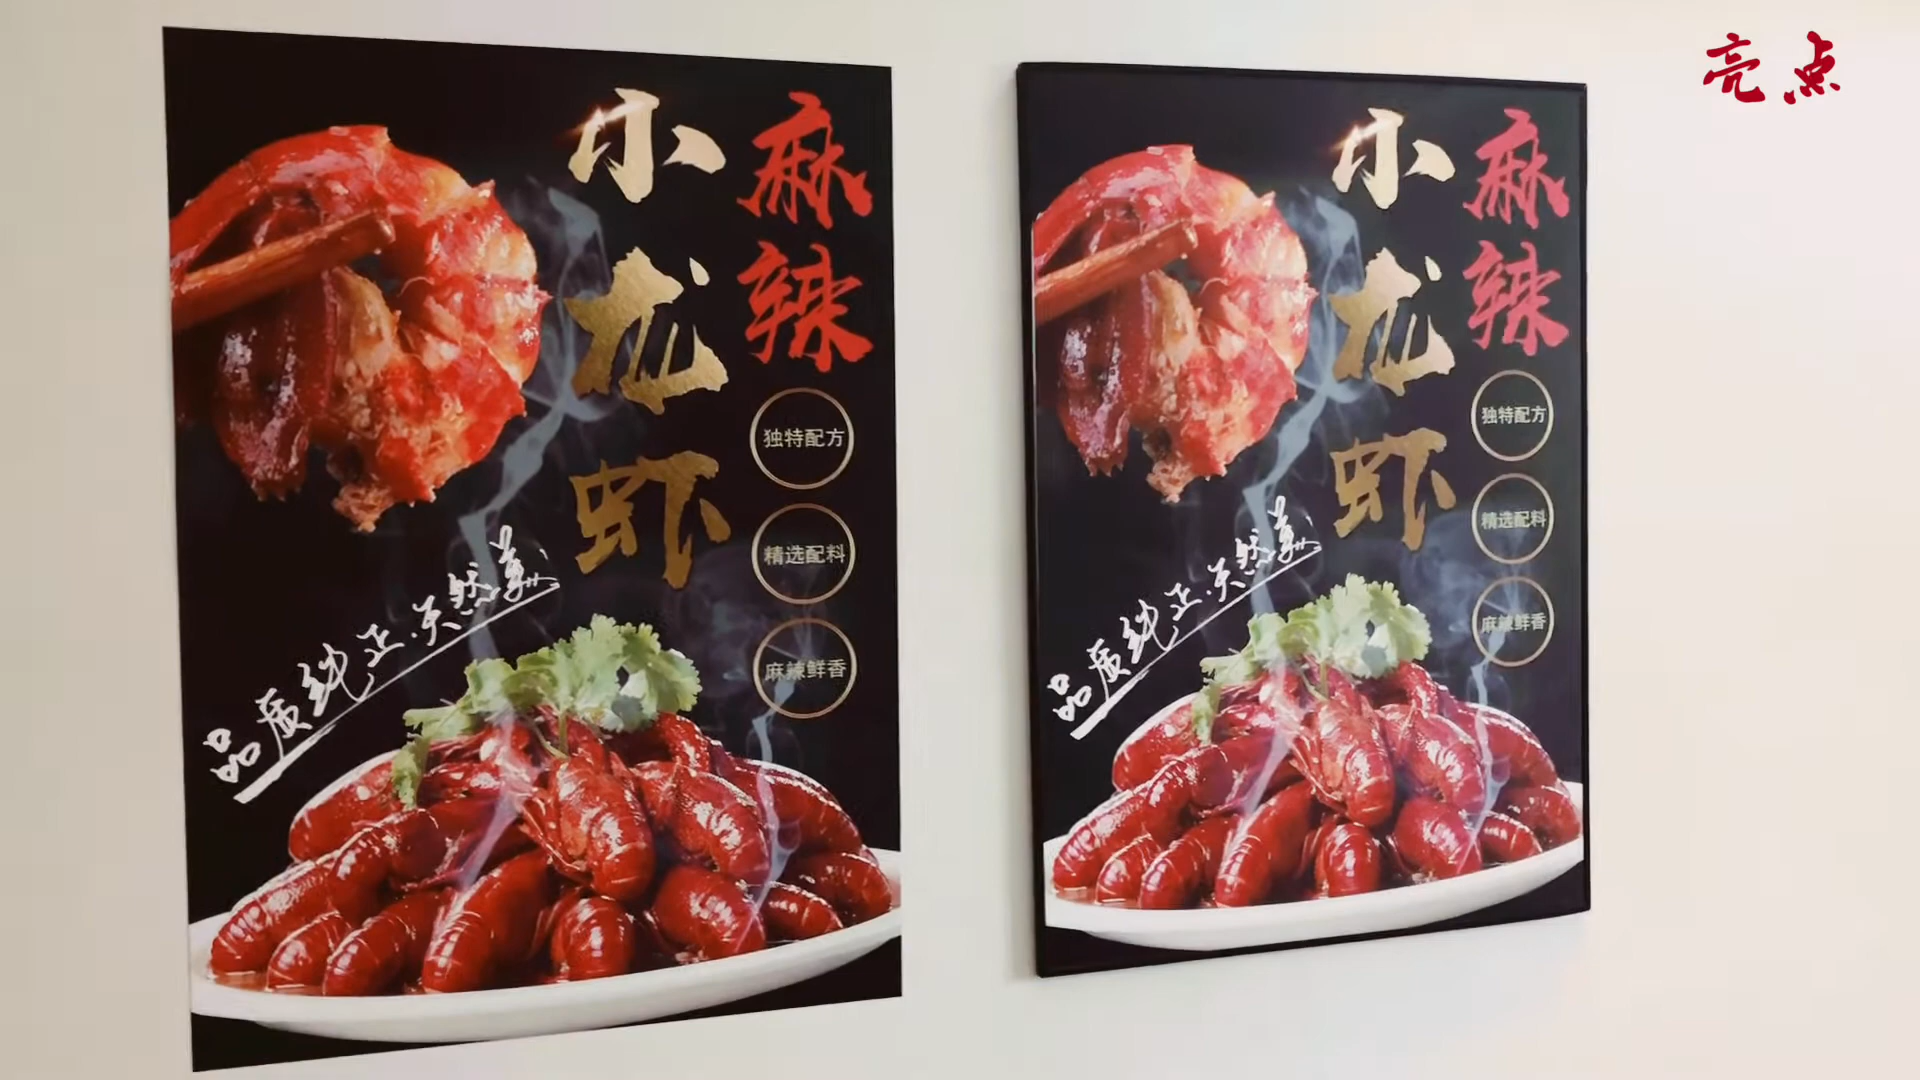 麻辣
小龙虾
独特配方
精选配料
麻辣鲜香
品质纯正·天然美
麻辣
小龙虾
独特配方
精选配料
麻辣鲜香
品质纯正·天然美
亮点